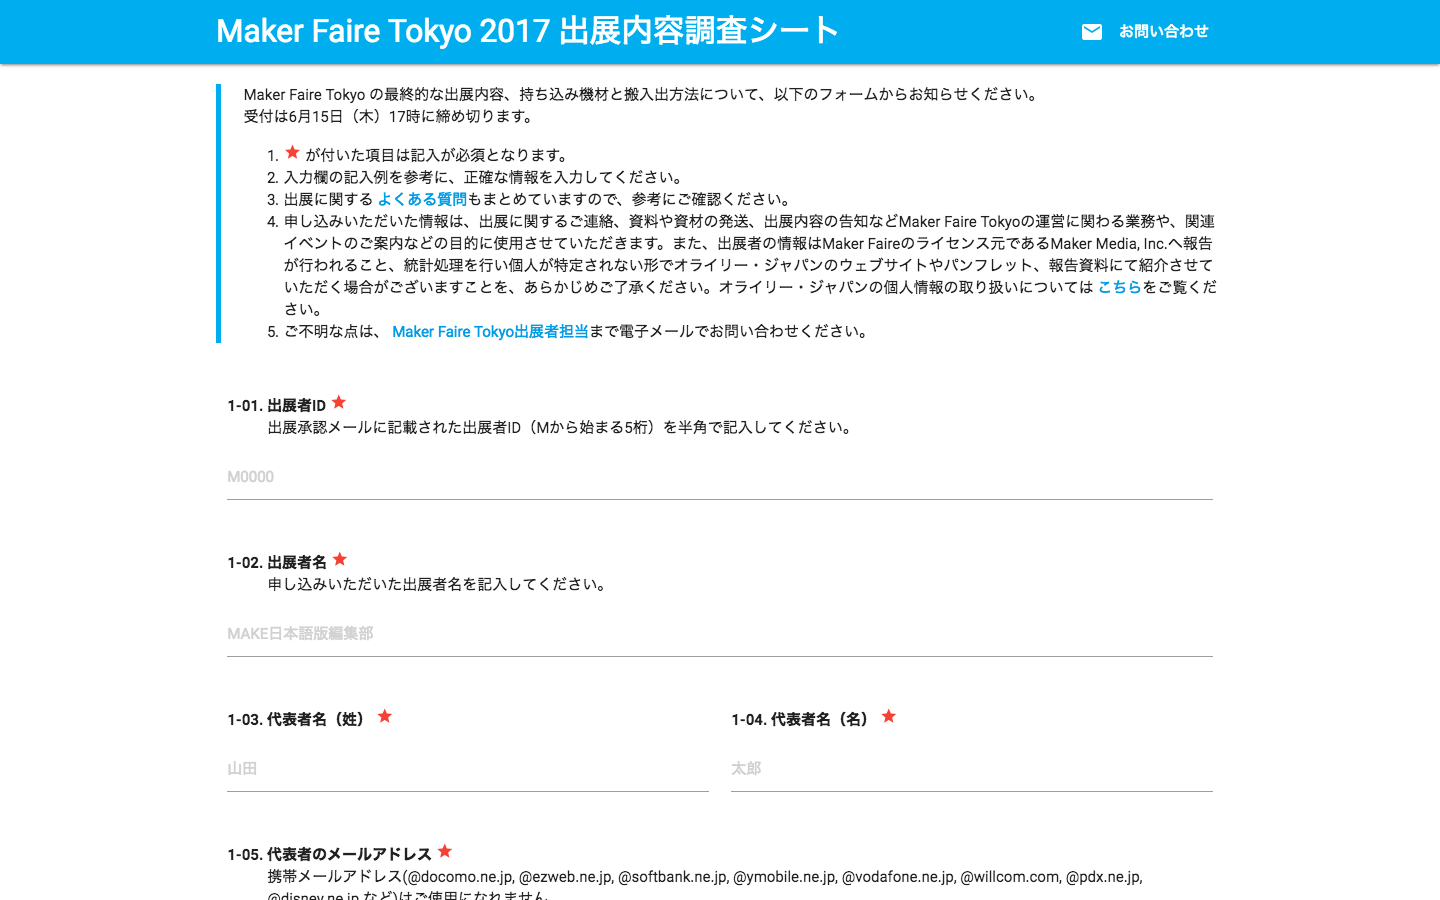 Maker Faire Tokyo 2017 出展内容調査シート
お問い合わせ
Maker Faire Tokyo の最終的な出展内容、持ち込み機材と搬入出方法について、以下のフォームからお知らせください。
受付は6月15日（木）17時に締め切ります。
1. ★ が付いた項目は記入が必須となります。
2. 入力欄の記入例を参考に、正確な情報を入力してください。
3. 出展に関する よくある質問もまとめていますので、参考にご確認ください。
4. 申し込みいただいた情報は、出展に関するご連絡、資料や資材の発送、出展内容の告知などMaker Faire Tokyoの運営に関わる業務や、関連
イベントのご案内などの目的に使用させていただきます。また、出展者の情報はMaker Faireのライセンス元であるMaker Media, Inc.へ報告
が行われること、統計処理を行い個人が特定されない形でオライリー・ジャパンのウェブサイトやパンフレット、報告資料にて紹介させて
いただく場合がございますことを、あらかじめご了承ください。オライリー・ジャパンの個人情報の取り扱いについては こちらをご覧くだ
さい。
5. ご不明な点は、 Maker Faire Tokyo出展者担当まで電子メールでお問い合わせください。
1-01. 出展者ID ★
出展承認メールに記載された出展者ID（Mから始まる5桁）を半角で記入してください。
M0000
1-02. 出展者名 ★
申し込みいただいた出展者名を記入してください。
MAKE日本語版編集部
1-03. 代表者名（姓） ★
山田
1-04. 代表者名（名） ★
太郎
1-05. 代表者のメールアドレス ★
携帯メールアドレス(@docomo.ne.jp, @ezweb.ne.jp, @softbank.ne.jp, @ymobile.ne.jp, @vodafone.ne.jp, @willcom.com, @pdx.ne.jp,
@disney.ne.jp など)はご使用になれません